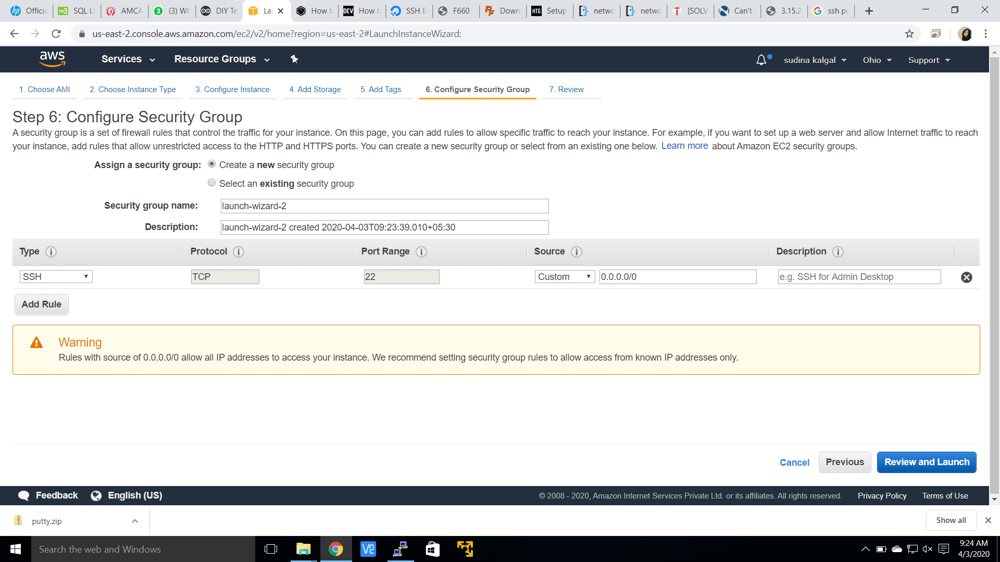 Officia
SQL LI
AMCA
(3) Wh
DIY Te
La
How t
DEV How t
SSH E
F660
Down
HTG Setup
netwo
netwo
[SOLV
Can't
3.15.2
ssh po
us-east-2.console.aws.amazon.com/ec2/v2/home?region=us-east-2#LaunchInstanceWizard:
aws Services Resource Groups sudina kalgal Ohio Support
1. Choose AMI 2. Choose Instance Type 3. Configure Instance 4. Add Storage 5. Add Tags 6. Configure Security Group 7. Review
Step 6: Configure Security Group
A security group is a set of firewall rules that control the traffic for your instance. On this page, you can add rules to allow specific traffic to reach your instance. For example, if you want to set up a web server and allow Internet traffic to reach
your instance, add rules that allow unrestricted access to the HTTP and HTTPS ports. You can create a new security group or select from an existing one below. Learn more about Amazon EC2 security groups.
Assign a security group: Create a new security group
Select an existing security group
Security group name: launch-wizard-2
Description: launch-wizard-2 created 2020-04-03T09:23:39.010+05:30
Type Protocol Port Range Source Description
SSH TCP 22 Custom 0.0.0.0/0 e.g. SSH for Admin Desktop
Add Rule
Warning
Rules with source of 0.0.0.0/0 allow all IP addresses to access your instance. We recommend setting security group rules to allow access from known IP addresses only.
Cancel Previous Review and Launch
Feedback English (US) © 2008 - 2020, Amazon Internet Services Private Ltd. or its affiliates. All rights reserved. Privacy Policy Terms of Use
putty.zip Show all
Search the web and Windows
9:24 AM
4/3/2020